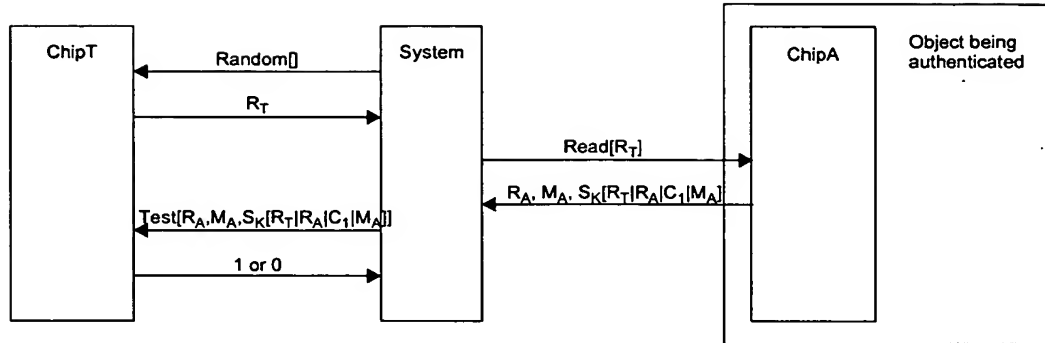 ChipT
System
ChipA
Object being
authenticated
Random[]
R_T
Read[R_T]
R_A, M_A, S_K[R_T|R_A|C_1|M_A]
Test[R_A,M_A,S_K[R_T|R_A|C_1|M_A]]
1 or 0